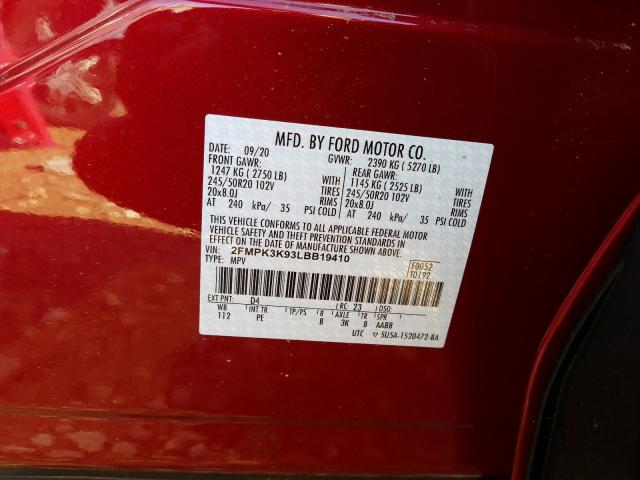 MFD. BY FORD MOTOR CO.
DATE: 09/20 GVWR: 2390 KG ( 5270 LB)
FRONT GAWR: REAR GAWR:
1247 KG ( 2750 LB) WITH 1145 KG ( 2525 LB) WITH
245/50R20 102V TIRES 245/50R20 102V TIRES
20x8.0J RIMS 20x8.0J RIMS
AT 240 kPa/ 35 PSI COLD AT 240 kPa/ 35 PSI COLD
THIS VEHICLE CONFORMS TO ALL APPLICABLE FEDERAL MOTOR
VEHICLE SAFETY AND THEFT PREVENTION STANDARDS IN
EFFECT ON THE DATE OF MANUFACTURE SHOWN ABOVE.
VIN: 2FMPK3K93LBB19410 F0052
TYPE: MPV T0192
EXT PNT: D4 RC: 23 DSO:
WB INT TR TP/PS R AXLE TR SPR
112 PE B 3K 8 AABB
UTC ▽ 5U5A-1520472-BA